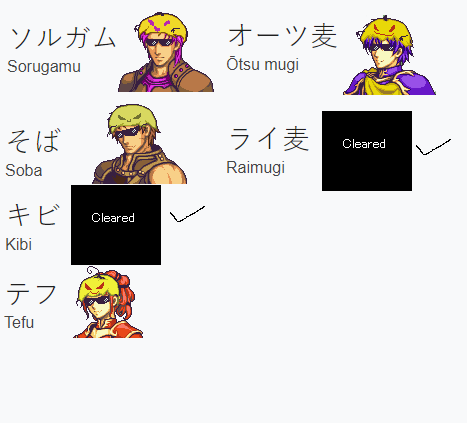 ソルガム
Sorugamu
オーツ麦
Ōtsu mugi
そば
Soba
ライ麦
Raimugi
Cleared
キビ
Kibi
Cleared
テフ
Tefu